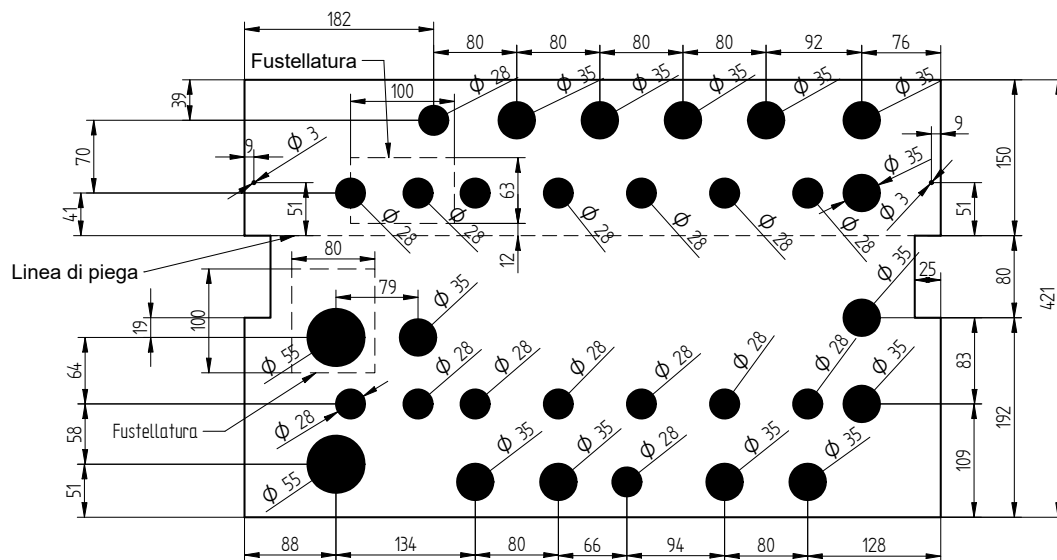 182
80 80 80 80 92 76
Fustellatura
ϕ 28 ϕ 35 ϕ 35 ϕ 35 ϕ 35 ϕ 35
100
39
9 ϕ 3
9
70
150
63
ϕ 35
ϕ 3
41
51
51
ϕ 28 ϕ 28 ϕ 28 ϕ 28 ϕ 28 ϕ 28
12
Linea di piega
80
ϕ 35
25
80
421
79
ϕ 35
100
19
ϕ 55
64
ϕ 28 ϕ 28 ϕ 28 ϕ 28 ϕ 28 ϕ 35
83
192
Fustellatura
ϕ 28
58
ϕ 35 ϕ 35 ϕ 28 ϕ 35 ϕ 35
ϕ 55
109
51
88 134 80 66 94 80 128